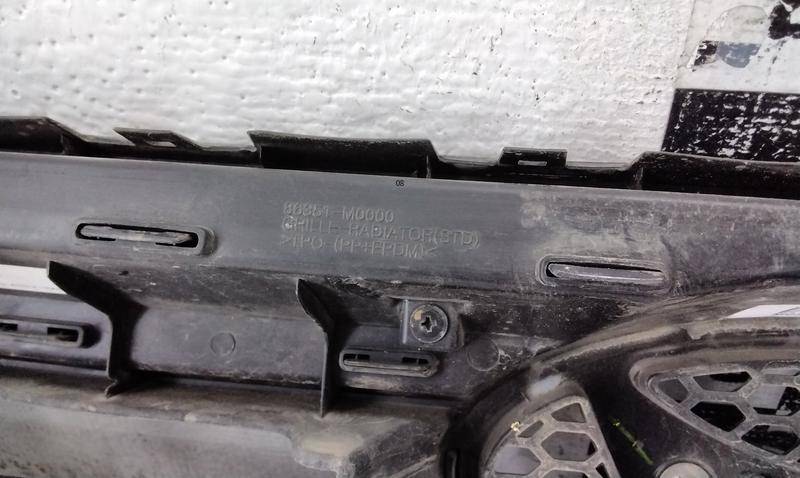 08
86351-M0000
GRILLE-RADIATOR(STD)
>TPO-(PP+EPDM)<